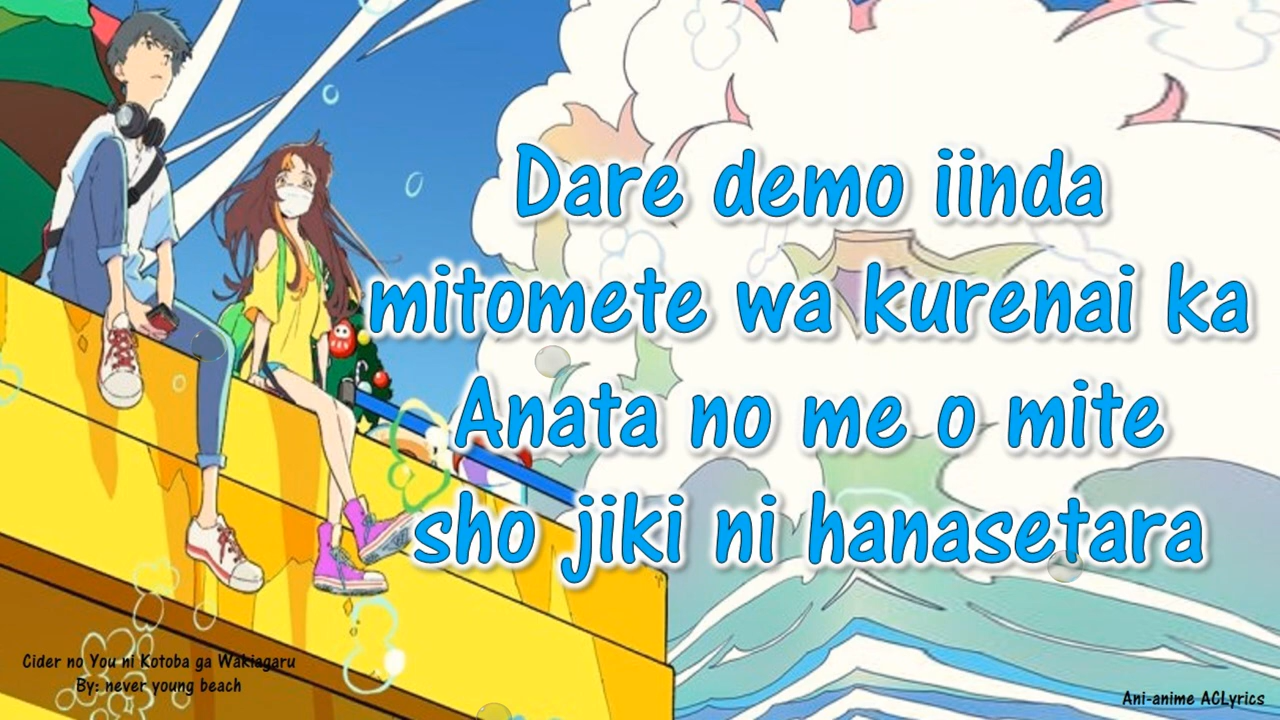 Dare demo iinda
mitomete wa kurenai ka
Anata no me o mite
sho jiki ni hanasetara
Cider no You ni Kotoba ga Wakiagaru
By: never young beach
Ani-anime ACLyrics